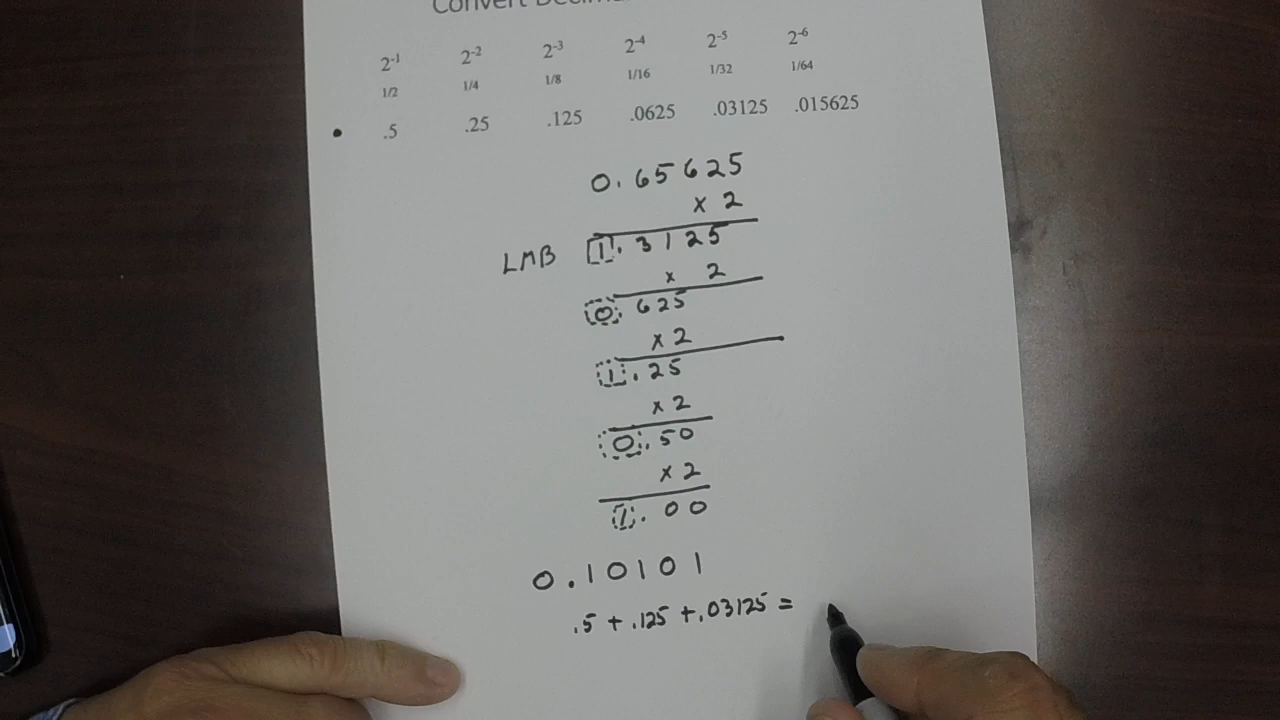 Convert
2⁻¹ 2⁻² 2⁻³ 2⁻⁴ 2⁻⁵ 2⁻⁶
1/2 1/4 1/8 1/16 1/32 1/64
• .5 .25 .125 .0625 .03125 .015625
0.65625
x 2
LMB 1.3125
x 2
0.625
x 2
1.25
x 2
0.50
x 2
1.00
0.10101
.5 + .125 + .03125 =